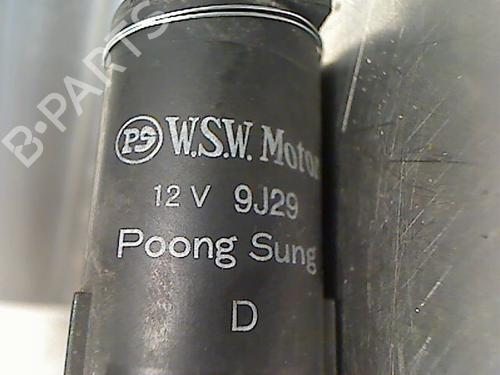 B-PARTS
PS W.S.W. Motor
12 V 9J29
Poong Sung
D